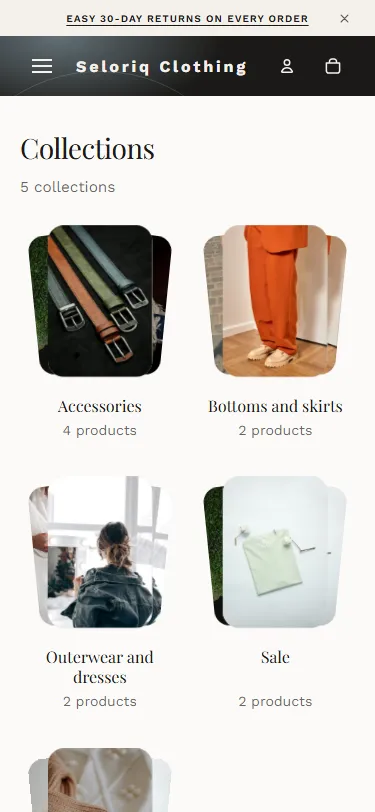 EASY 30-DAY RETURNS ON EVERY ORDER
Seloriq Clothing
Collections
5 collections
Accessories
4 products
Bottoms and skirts
2 products
Outerwear and
dresses
2 products
Sale
2 products